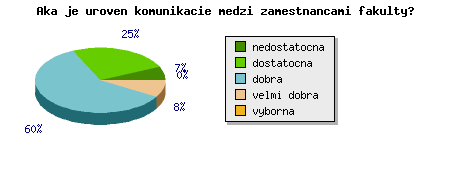 Aka je uroven komunikacie medzi zamestnancami fakulty?
25%
7%
0%
8%
60%
nedostatocna
dostatocna
dobra
velmi dobra
vyborna